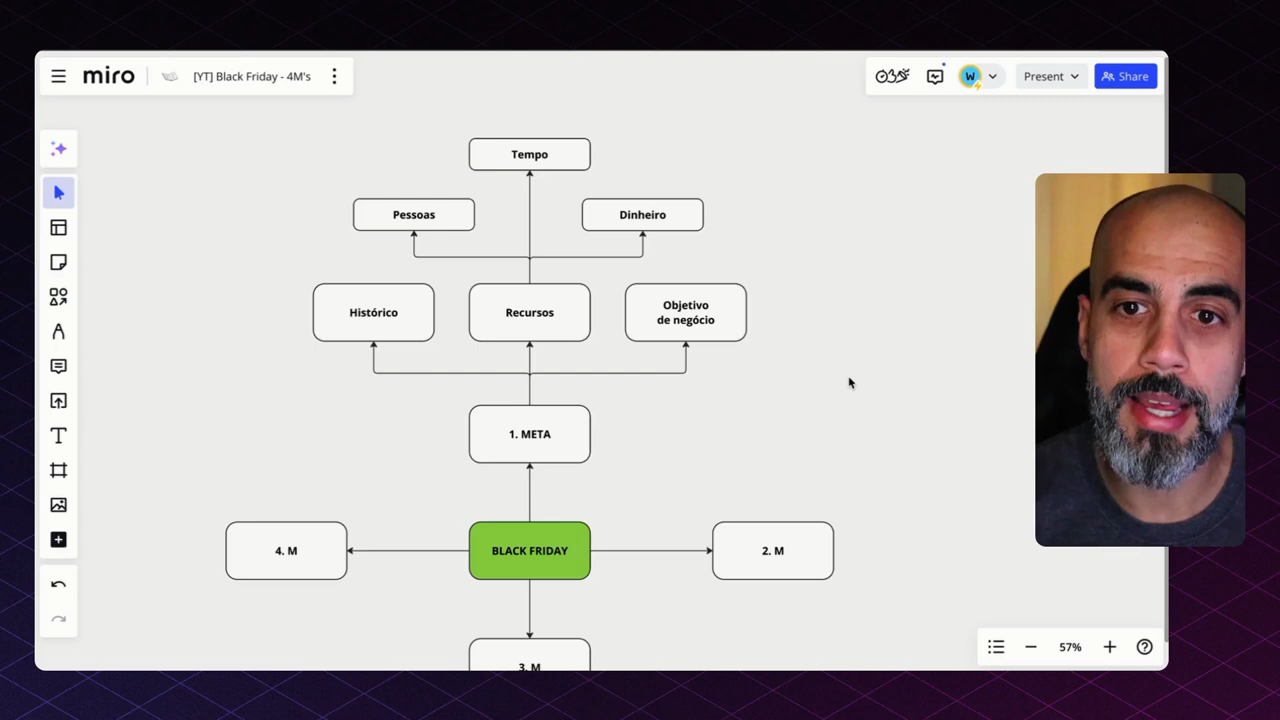 miro
[YT] Black Friday - 4M's
W
Present
Share
Tempo
Pessoas
Dinheiro
Histórico
Recursos
Objetivo
de negócio
1. META
4. M
BLACK FRIDAY
2. M
3. M
57%